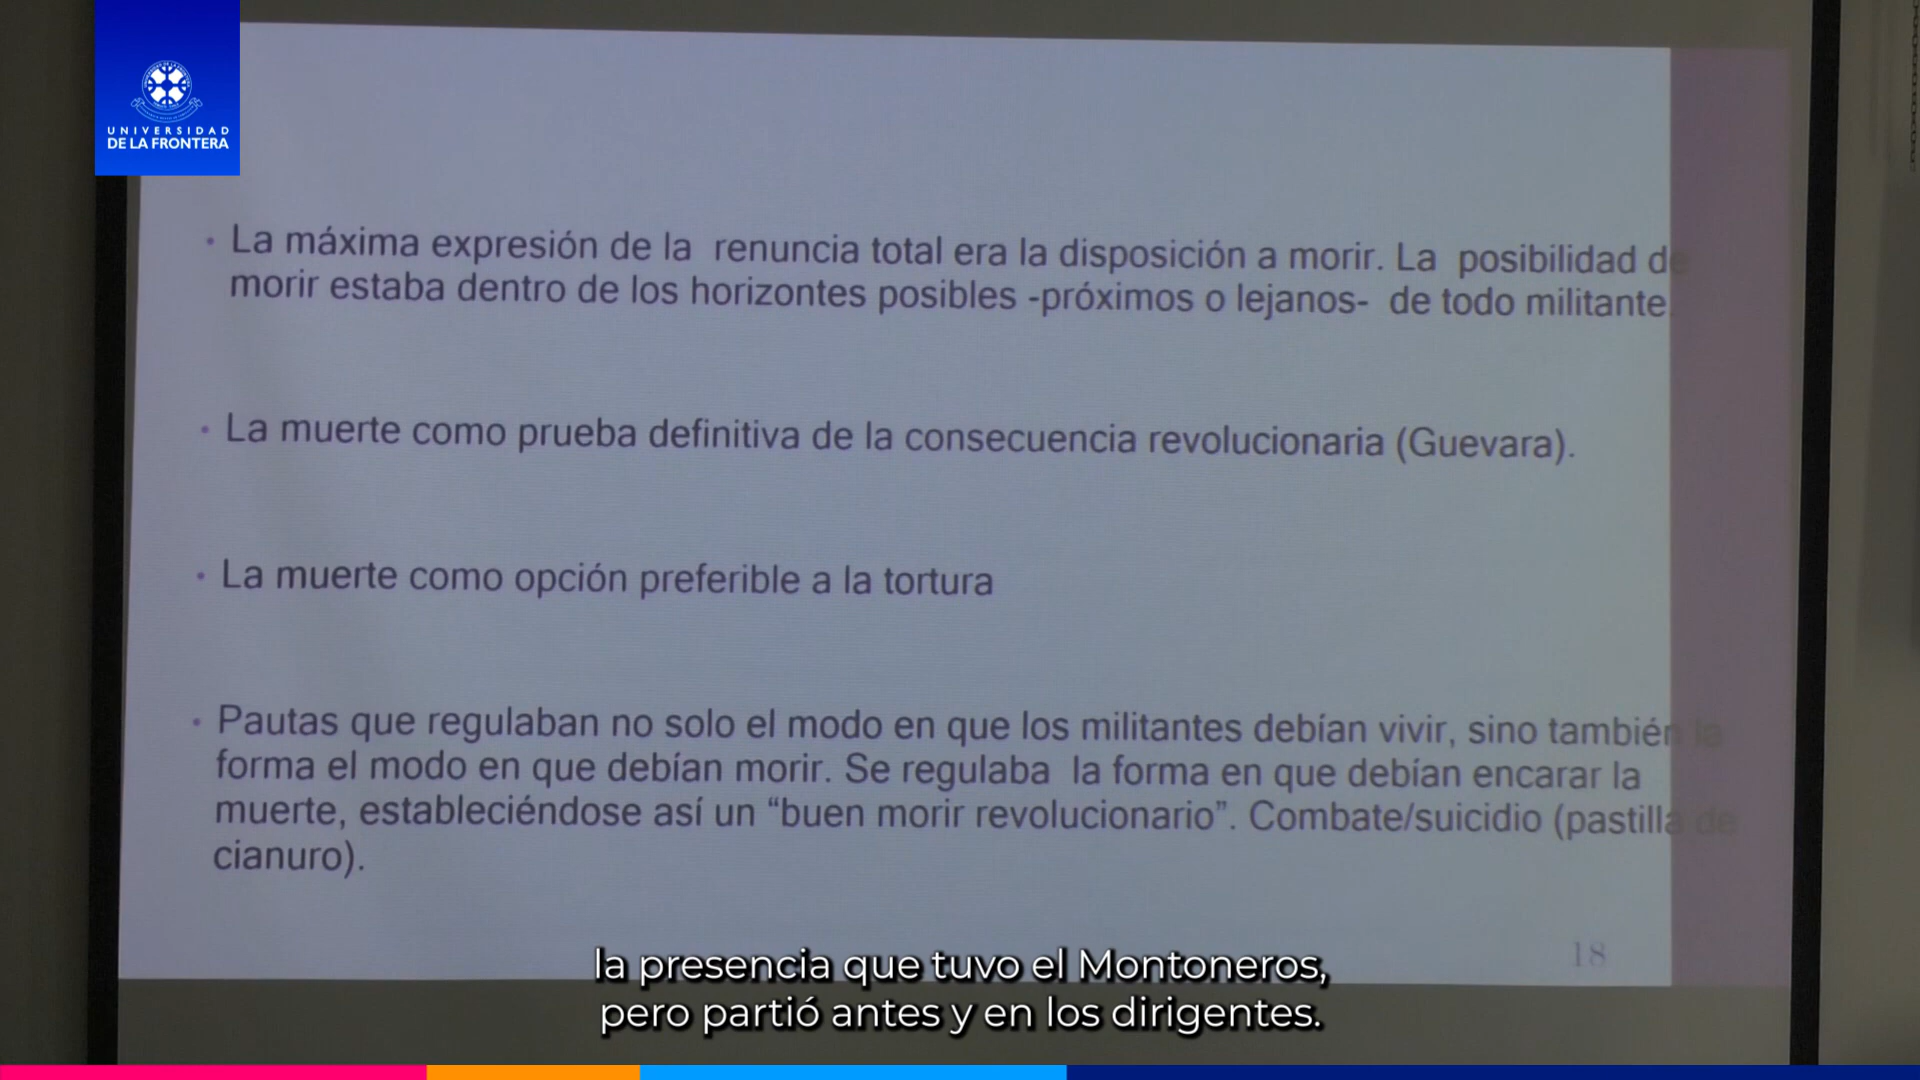 UNIVERSIDAD
DE LA FRONTERA
• La máxima expresión de la renuncia total era la disposición a morir. La posibilidad de
morir estaba dentro de los horizontes posibles -próximos o lejanos- de todo militante.
• La muerte como prueba definitiva de la consecuencia revolucionaria (Guevara).
• La muerte como opción preferible a la tortura
• Pautas que regulaban no solo el modo en que los militantes debían vivir, sino también la
forma el modo en que debían morir. Se regulaba la forma en que debían encarar la
muerte, estableciéndose así un “buen morir revolucionario”. Combate/suicidio (pastilla de
cianuro).
18
la presencia que tuvo el Montoneros,
pero partió antes y en los dirigentes.